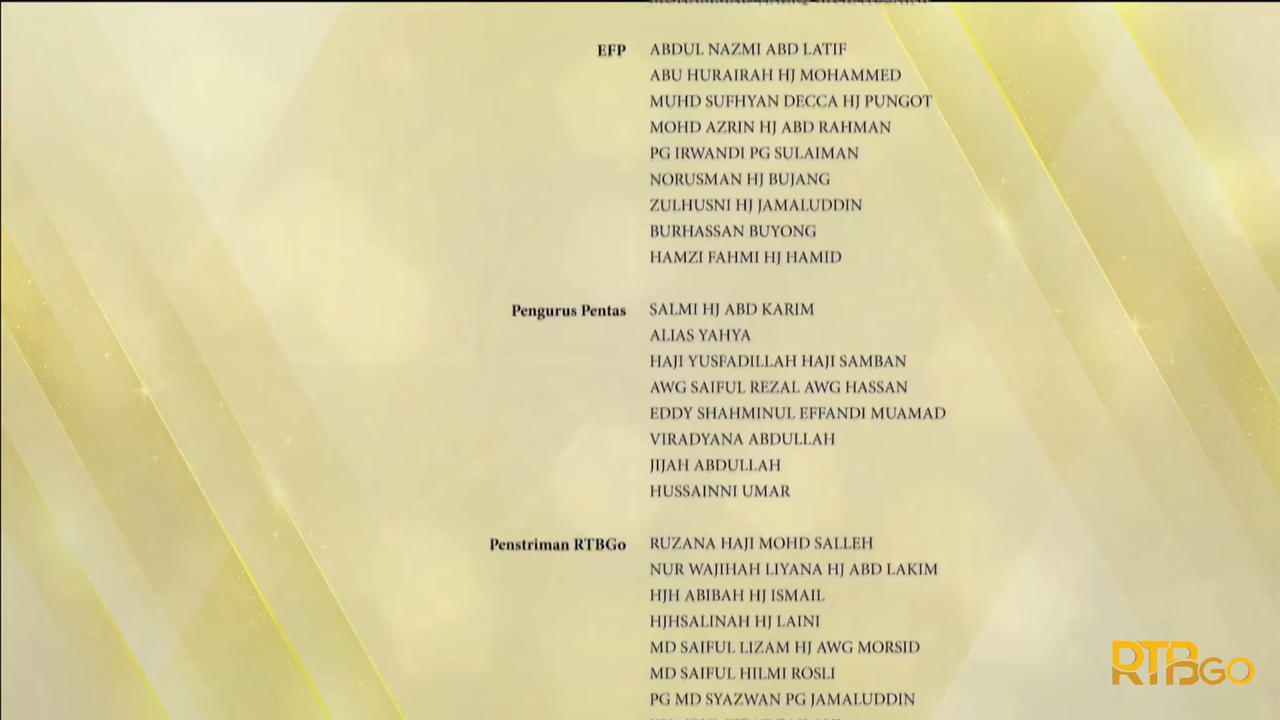 EFP ABDUL NAZMI ABD LATIF
ABU HURAIRAH HJ MOHAMMED
MUHD SUFHYAN DECCA HJ PUNGOT
MOHD AZRIN HJ ABD RAHMAN
PG IRWANDI PG SULAIMAN
NORUSMAN HJ BUJANG
ZULHUSNI HJ JAMALUDDIN
BURHASSAN BUYONG
HAMZI FAHMI HJ HAMID
Pengurus Pentas SALMI HJ ABD KARIM
ALIAS YAHYA
HAJI YUSFADILLAH HAJI SAMBAN
AWG SAIFUL REZAL AWG HASSAN
EDDY SHAHMINUL EFFANDI MUAMAD
VIRADYANA ABDULLAH
JIJAH ABDULLAH
HUSSAINNI UMAR
Penstriman RTBGo RUZANA HAJI MOHD SALLEH
NUR WAJIHAH LIYANA HJ ABD LAKIM
HJH ABIBAH HJ ISMAIL
HJHSALINAH HJ LAINI
MD SAIFUL LIZAM HJ AWG MORSID
MD SAIFUL HILMI ROSLI
PG MD SYAZWAN PG JAMALUDDIN
RTBGO